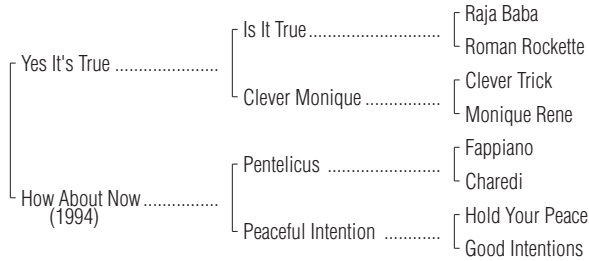 Raja Baba
Is It True
Roman Rockette
Yes It's True
Clever Trick
Clever Monique
Monique Rene
Fappiano
Pentelicus
Charedi
How About Now
(1994)
Hold Your Peace
Peaceful Intention
Good Intentions